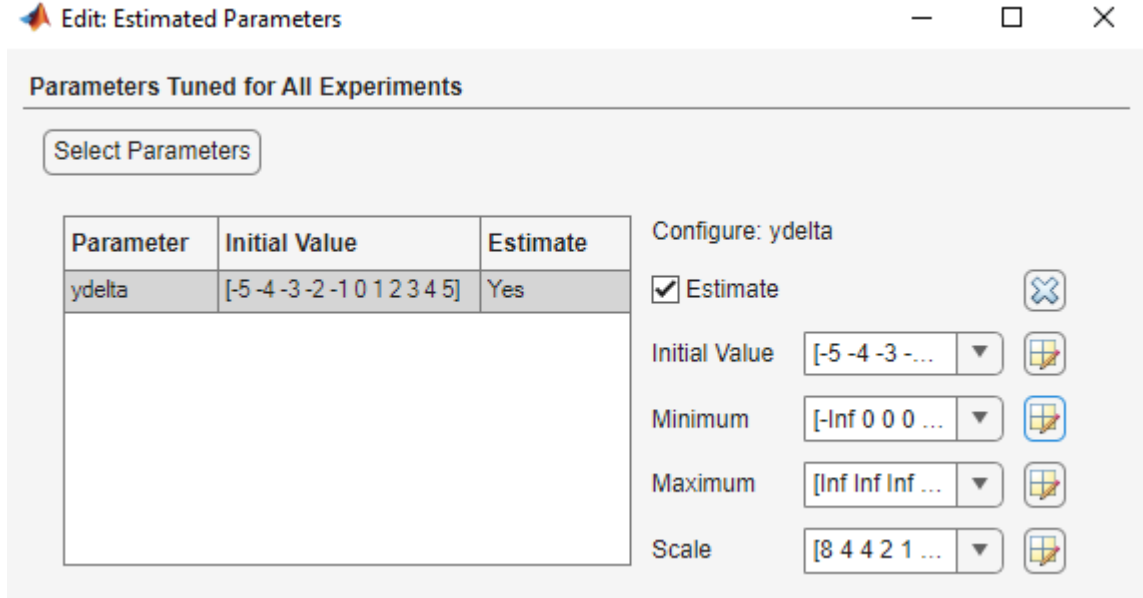 Edit: Estimated Parameters
Parameters Tuned for All Experiments
Select Parameters
Parameter Initial Value Estimate
ydelta [-5 -4 -3 -2 -1 0 1 2 3 4 5] Yes
Configure: ydelta
Estimate
Initial Value [-5 -4 -3 -...
Minimum [-Inf 0 0 0 ...
Maximum [Inf Inf Inf ...
Scale [8 4 4 2 1 ...